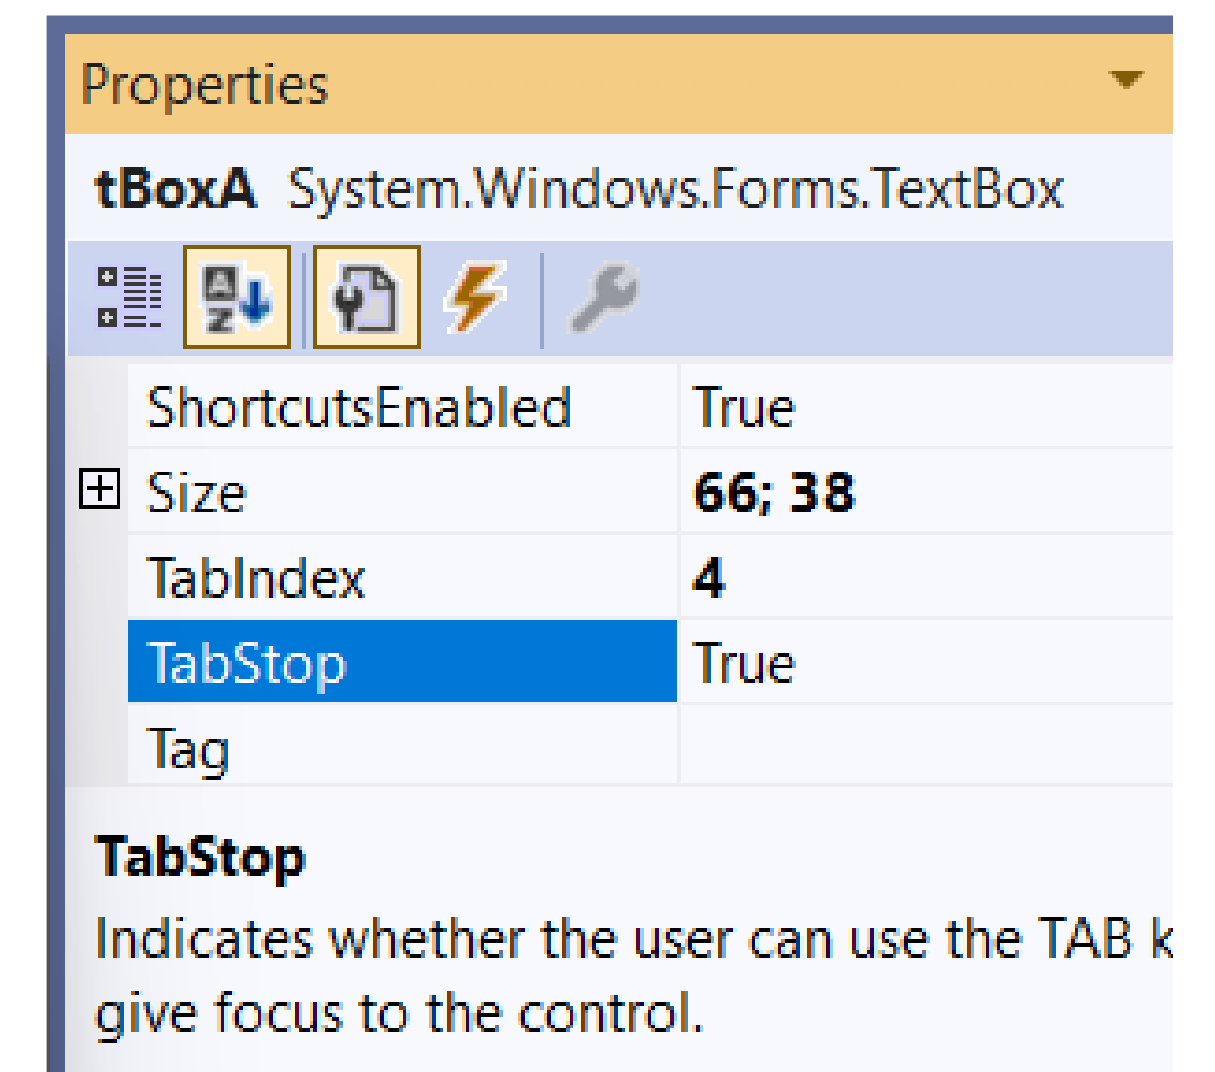 Properties
tBoxA System.Windows.Forms.TextBox
ShortcutsEnabled True
Size 66; 38
TabIndex 4
TabStop True
Tag
TabStop
Indicates whether the user can use the TAB k
give focus to the control.